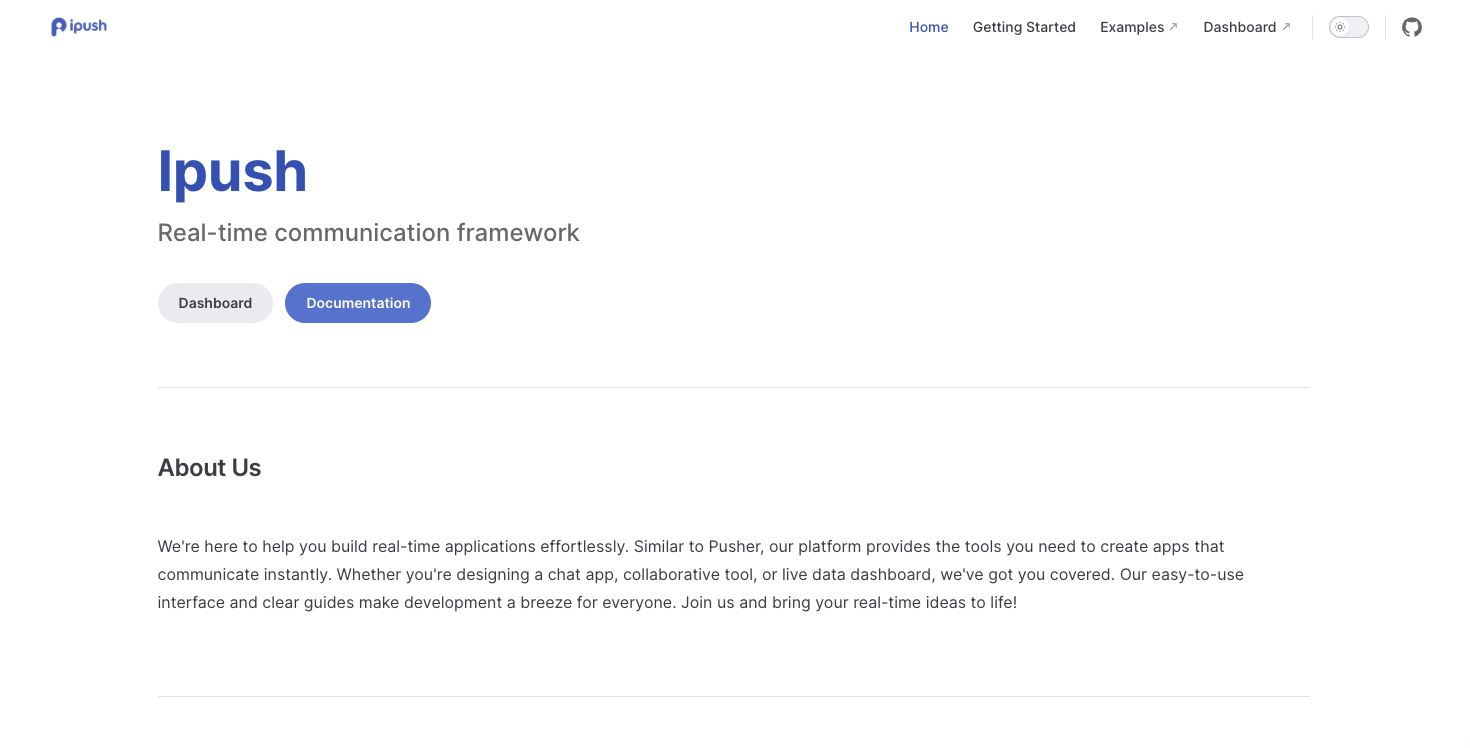 ipush
Home Getting Started Examples Dashboard
Ipush
Real-time communication framework
Dashboard Documentation
About Us
We're here to help you build real-time applications effortlessly. Similar to Pusher, our platform provides the tools you need to create apps that
communicate instantly. Whether you're designing a chat app, collaborative tool, or live data dashboard, we've got you covered. Our easy-to-use
interface and clear guides make development a breeze for everyone. Join us and bring your real-time ideas to life!